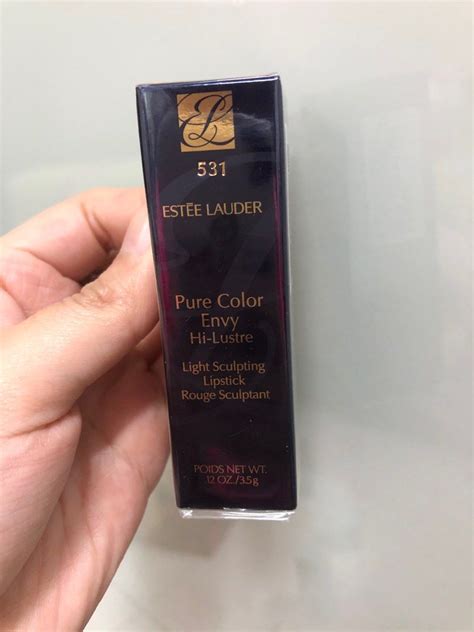 EL
531
ESTĒE LAUDER
Pure Color
Envy
Hi-Lustre
Light Sculpting
Lipstick
Rouge Sculptant
POIDS NET WT.
.12 OZ./3.5g